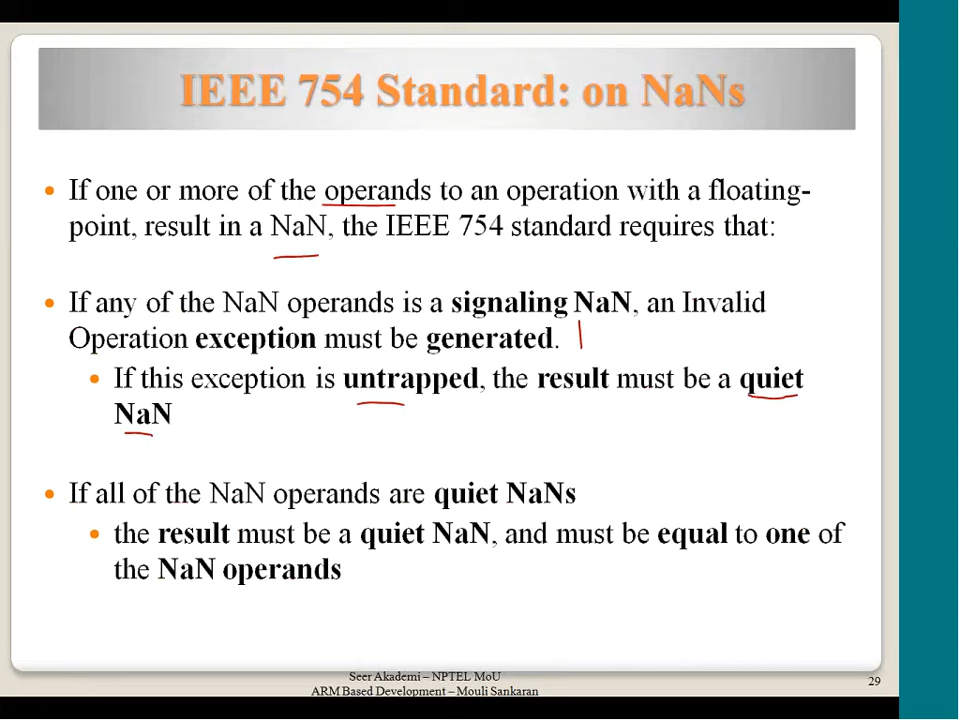 IEEE 754 Standard: on NaNs
• If one or more of the operands to an operation with a floating-
point, result in a NaN, the IEEE 754 standard requires that:
• If any of the NaN operands is a signaling NaN, an Invalid
Operation exception must be generated.
• If this exception is untrapped, the result must be a quiet
NaN
• If all of the NaN operands are quiet NaNs
• the result must be a quiet NaN, and must be equal to one of
the NaN operands
Seer Akademi – NPTEL MoU
ARM Based Development – Mouli Sankaran
29